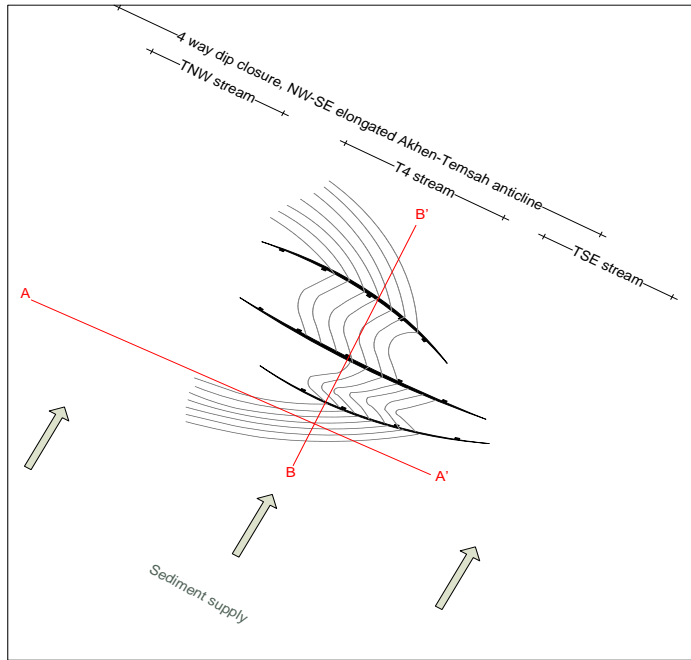 4 way dip closure, NW-SE elongated Akhen-Temsah anticline
TNW stream
T4 stream
TSE stream
B'
A
B
A'
Sediment supply